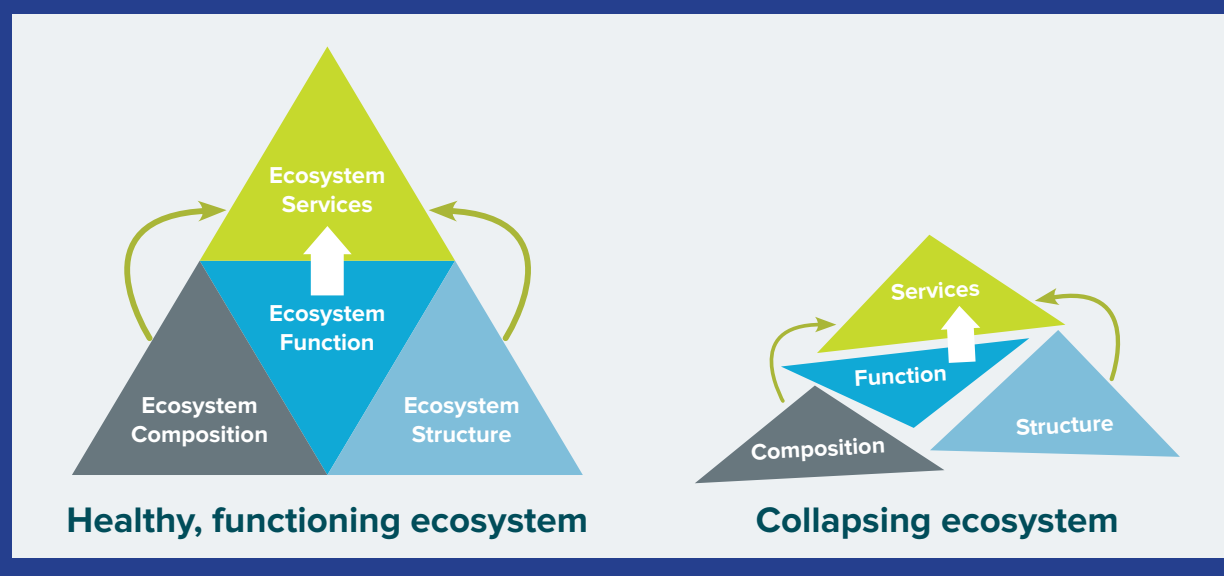 Ecosystem
Services
Ecosystem
Function
Ecosystem
Composition
Ecosystem
Structure
Healthy, functioning ecosystem
Services
Function
Composition
Structure
Collapsing ecosystem